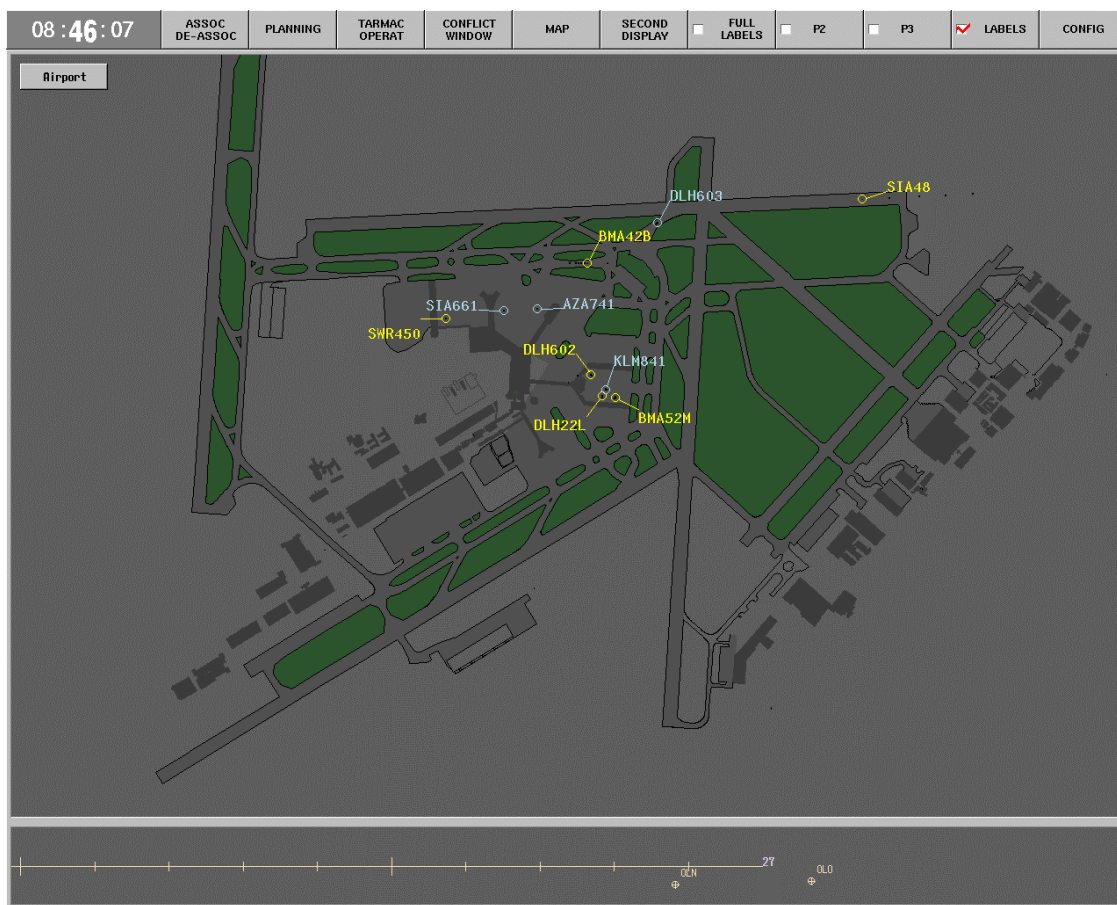 08:46:07
ASSOC
DE-ASSOC
PLANNING
TARMAC
OPERAT
CONFLICT
WINDOW
MAP
SECOND
DISPLAY
FULL
LABELS
P2
P3
LABELS
CONFIG
Airport
SIA48
DLH603
BMA42B
SIA661
AZA741
SWR450
DLH602
KLM841
DLH22L
BMA52M
27
OLN
OLO